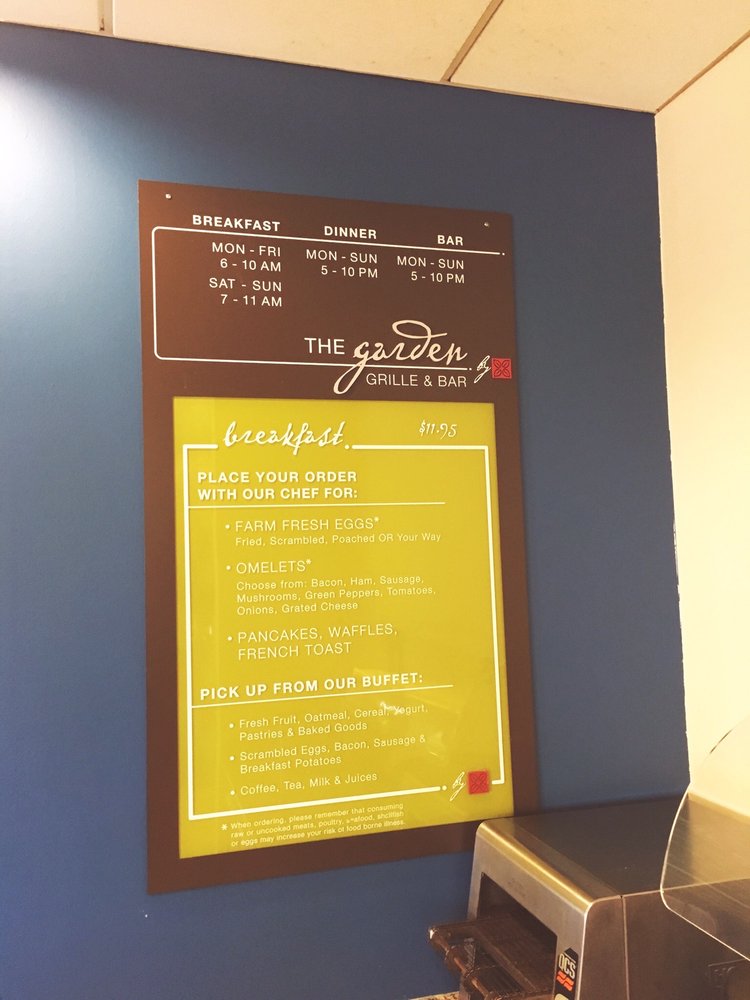 BREAKFAST DINNER BAR
MON - FRI MON - SUN MON - SUN
6 - 10 AM 5 - 10 PM 5 - 10 PM
SAT - SUN
7 - 11 AM
THE garden
GRILLE & BAR
breakfast $11.95
PLACE YOUR ORDER
WITH OUR CHEF FOR:
• FARM FRESH EGGS*
Fried, Scrambled, Poached OR Your Way
• OMELETS*
Choose from: Bacon, Ham, Sausage,
Mushrooms, Green Peppers, Tomatoes,
Onions, Grated Cheese
• PANCAKES, WAFFLES,
FRENCH TOAST
PICK UP FROM OUR BUFFET:
• Fresh Fruit, Oatmeal, Cereal, Yogurt,
Pastries & Baked Goods
• Scrambled Eggs, Bacon, Sausage &
Breakfast Potatoes
• Coffee, Tea, Milk & Juices
* When ordering, please remember that consuming
raw or uncooked meats, poultry, seafood, shellfish
or eggs may increase your risk of food borne illness.
QCS